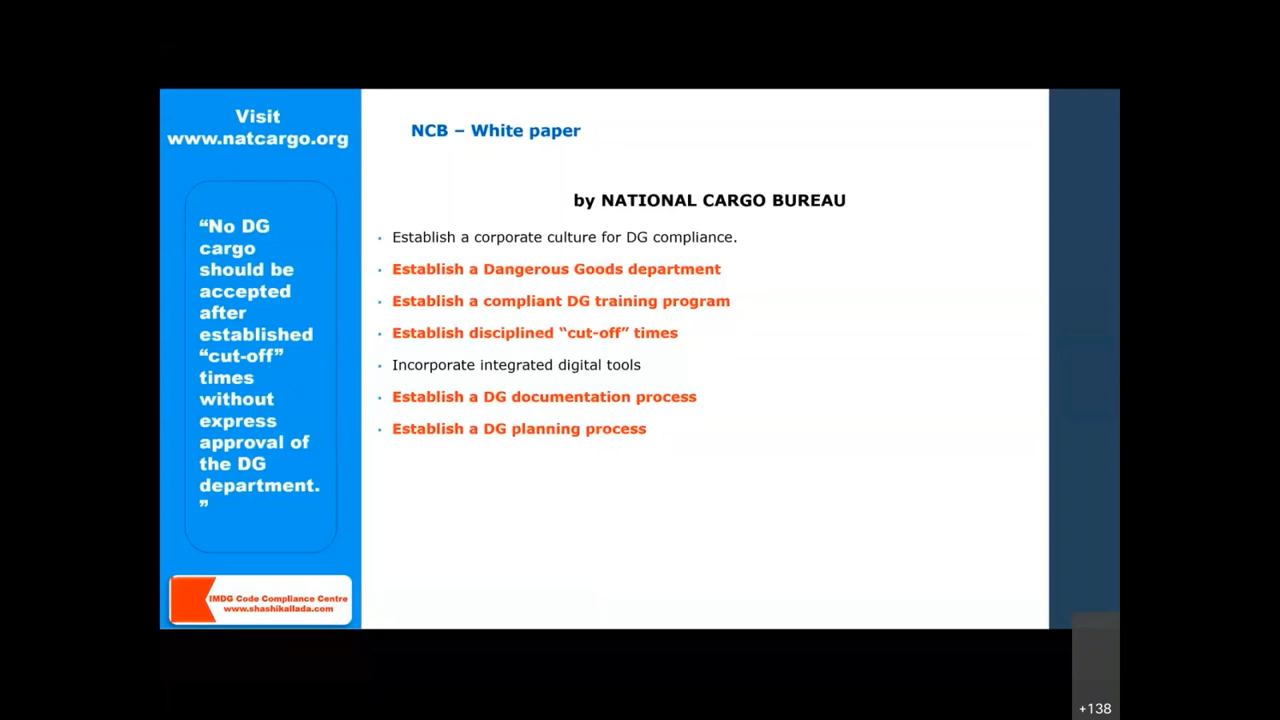 Visit
www.natcargo.org
“No DG
cargo
should be
accepted
after
established
“cut-off”
times
without
express
approval of
the DG
department.
”
IMDG Code Compliance Centre
www.shashikallada.com
NCB – White paper
by NATIONAL CARGO BUREAU
· Establish a corporate culture for DG compliance.
· Establish a Dangerous Goods department
· Establish a compliant DG training program
· Establish disciplined “cut-off” times
· Incorporate integrated digital tools
· Establish a DG documentation process
· Establish a DG planning process
+138